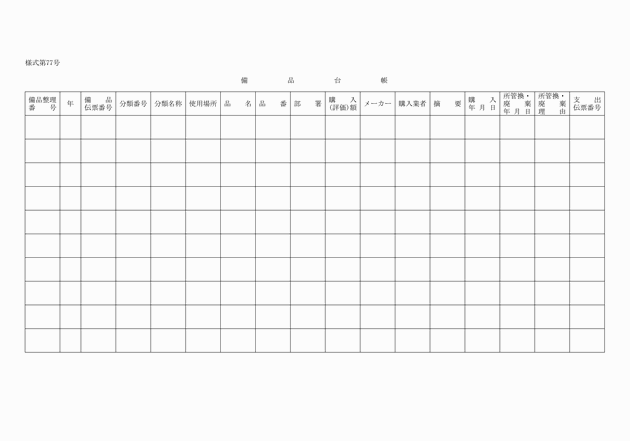 様式第77号
備品台帳
備品整理番号 年 備品伝票番号 分類番号 分類名称 使用場所 品名 品番 部署 購入(評価)額 メーカー 購入業者 摘要 購入年月日 所管換・廃棄年月日 所管換・廃棄理由 支出伝票番号